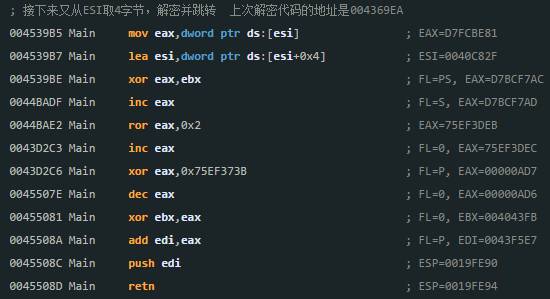 ; 接下来又从ESI取4字节，解密并跳转  上次解密代码的地址是004369EA
004539B5 Main mov eax,dword ptr ds:[esi] ; EAX=D7FCBE81
004539B7 Main lea esi,dword ptr ds:[esi+0x4] ; ESI=0040C82F
004539BE Main xor eax,ebx ; FL=PS, EAX=D7BCF7AC
0044BADF Main inc eax ; FL=S, EAX=D7BCF7AD
0044BAE2 Main ror eax,0x2 ; EAX=75EF3DEB
0043D2C3 Main inc eax ; FL=0, EAX=75EF3DEC
0043D2C6 Main xor eax,0x75EF373B ; FL=P, EAX=00000AD7
0045507E Main dec eax ; FL=0, EAX=00000AD6
00455081 Main xor ebx,eax ; FL=0, EBX=004043FB
0045508A Main add edi,eax ; FL=P, EDI=0043F5E7
0045508C Main push edi ; ESP=0019FE90
0045508D Main retn ; ESP=0019FE94